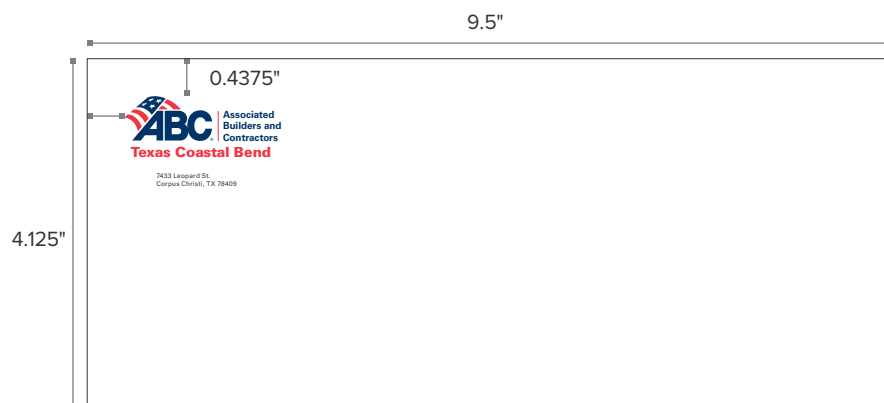 9.5"
0.4375"
ABC
Associated
Builders and
Contractors
Texas Coastal Bend
7433 Leopard St.
Corpus Christi, TX 78409
4.125"